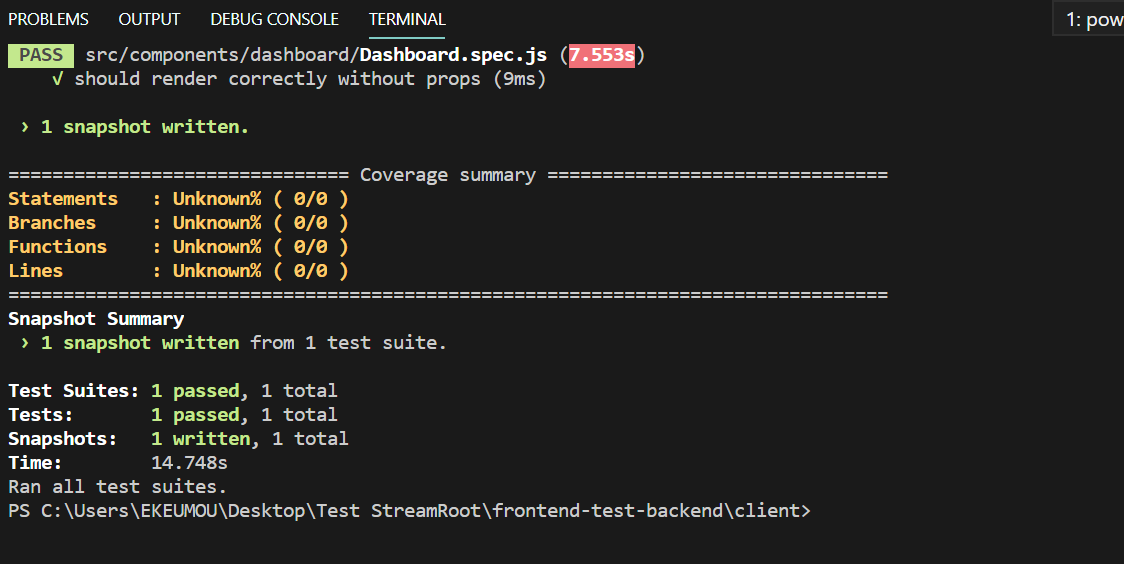 PROBLEMS OUTPUT DEBUG CONSOLE TERMINAL 1: pow
PASS src/components/dashboard/Dashboard.spec.js (7.553s)
√ should render correctly without props (9ms)
› 1 snapshot written.
=============================== Coverage summary ===============================
Statements : Unknown% ( 0/0 )
Branches : Unknown% ( 0/0 )
Functions : Unknown% ( 0/0 )
Lines : Unknown% ( 0/0 )
================================================================================
Snapshot Summary
› 1 snapshot written from 1 test suite.
Test Suites: 1 passed, 1 total
Tests: 1 passed, 1 total
Snapshots: 1 written, 1 total
Time: 14.748s
Ran all test suites.
PS C:\Users\EKEUMOU\Desktop\Test StreamRoot\frontend-test-backend\client>